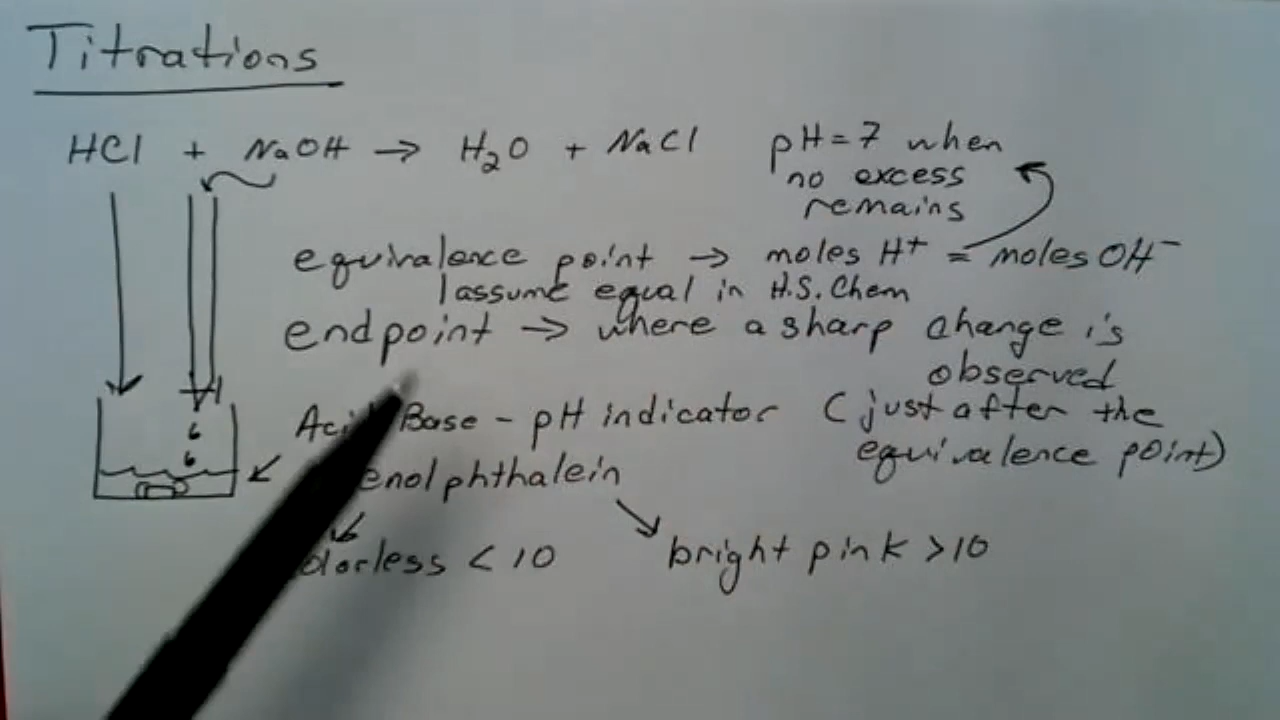 Titrations
HCl + NaOH → H₂O + NaCl
pH = 7 when
no excess
remains
equivalence point → moles H⁺ = moles OH⁻
assume equal in H.S. Chem
endpoint → where a sharp change is
observed
Base - pH indicator (just after the
equivalence point)
colorless < 10
bright pink > 10